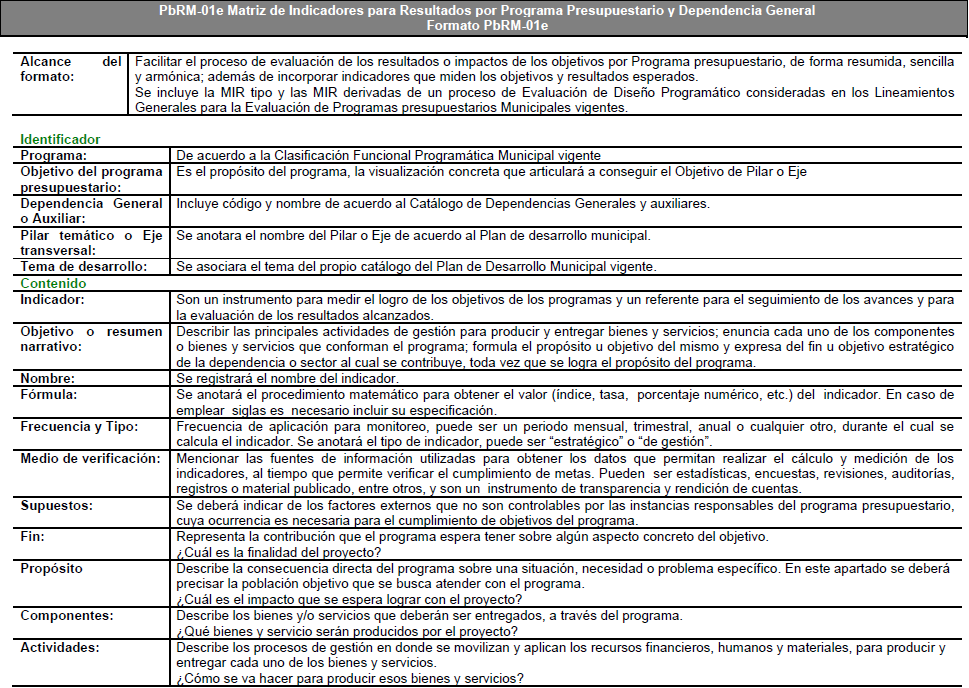 PbRM-01e Matriz de Indicadores para Resultados por Programa Presupuestario y Dependencia General
Formato PbRM-01e
Alcance del formato:
Facilitar el proceso de evaluación de los resultados o impactos de los objetivos por Programa presupuestario, de forma resumida, sencilla
y armónica; además de incorporar indicadores que miden los objetivos y resultados esperados.
Se incluye la MIR tipo y las MIR derivadas de un proceso de Evaluación de Diseño Programático consideradas en los Lineamientos
Generales para la Evaluación de Programas presupuestarios Municipales vigentes.
Identificador
Programa:
De acuerdo a la Clasificación Funcional Programática Municipal vigente
Objetivo del programa
presupuestario:
Es el propósito del programa, la visualización concreta que articulará a conseguir el Objetivo de Pilar o Eje
Dependencia General
o Auxiliar:
Incluye código y nombre de acuerdo al Catálogo de Dependencias Generales y auxiliares.
Pilar temático o Eje
transversal:
Se anotara el nombre del Pilar o Eje de acuerdo al Plan de desarrollo municipal.
Tema de desarrollo:
Se asociara el tema del propio catálogo del Plan de Desarrollo Municipal vigente.
Contenido
Indicador:
Son un instrumento para medir el logro de los objetivos de los programas y un referente para el seguimiento de los avances y para
la evaluación de los resultados alcanzados.
Objetivo o resumen
narrativo:
Describir las principales actividades de gestión para producir y entregar bienes y servicios; enuncia cada uno de los componentes
o bienes y servicios que conforman el programa; formula el propósito u objetivo del mismo y expresa del fin u objetivo estratégico
de la dependencia o sector al cual se contribuye, toda vez que se logra el propósito del programa.
Nombre:
Se registrará el nombre del indicador.
Fórmula:
Se anotará el procedimiento matemático para obtener el valor (índice, tasa, porcentaje numérico, etc.) del indicador. En caso de
emplear siglas es necesario incluir su especificación.
Frecuencia y Tipo:
Frecuencia de aplicación para monitoreo, puede ser un periodo mensual, trimestral, anual o cualquier otro, durante el cual se
calcula el indicador. Se anotará el tipo de indicador, puede ser “estratégico” o “de gestión”.
Medio de verificación:
Mencionar las fuentes de información utilizadas para obtener los datos que permitan realizar el cálculo y medición de los
indicadores, al tiempo que permite verificar el cumplimiento de metas. Pueden ser estadísticas, encuestas, revisiones, auditorías,
registros o material publicado, entre otros, y son un instrumento de transparencia y rendición de cuentas.
Supuestos:
Se deberá indicar de los factores externos que no son controlables por las instancias responsables del programa presupuestario,
cuya ocurrencia es necesaria para el cumplimiento de objetivos del programa.
Fin:
Representa la contribución que el programa espera tener sobre algún aspecto concreto del objetivo.
¿Cuál es la finalidad del proyecto?
Propósito
Describe la consecuencia directa del programa sobre una situación, necesidad o problema específico. En este apartado se deberá
precisar la población objetivo que se busca atender con el programa.
¿Cuál es el impacto que se espera lograr con el proyecto?
Componentes:
Describe los bienes y/o servicios que deberán ser entregados, a través del programa.
¿Qué bienes y servicio serán producidos por el proyecto?
Actividades:
Describe los procesos de gestión en donde se movilizan y aplican los recursos financieros, humanos y materiales, para producir y
entregar cada uno de los bienes y servicios.
¿Cómo se va hacer para producir esos bienes y servicios?